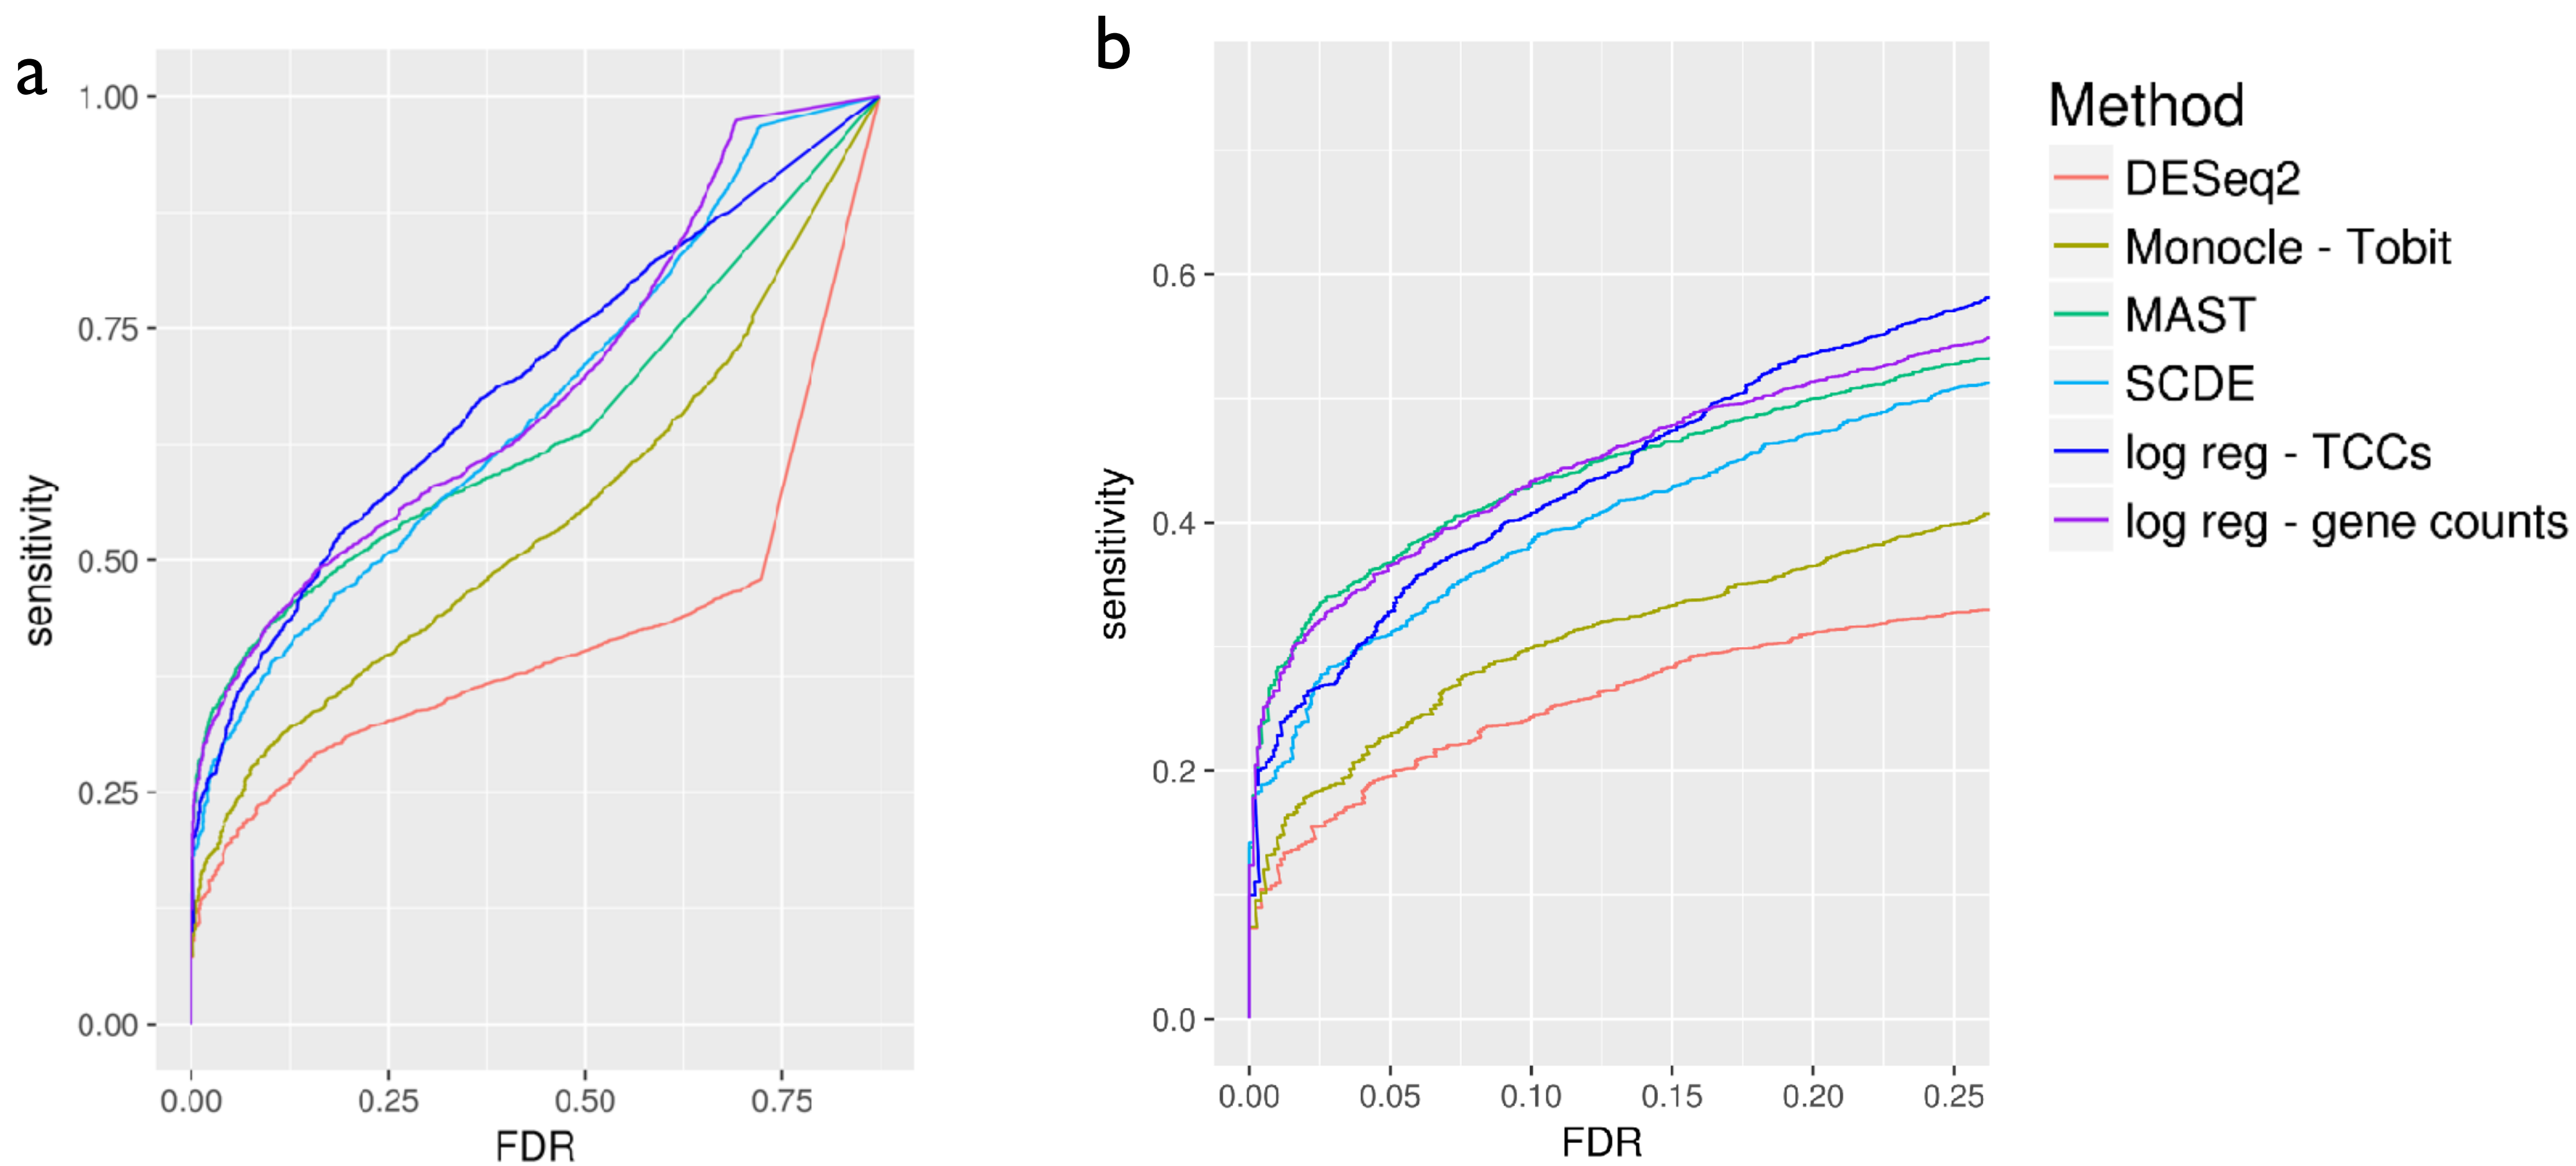 a
1.00
0.75
0.50
0.25
0.00
sensitivity
0.00 0.25 0.50 0.75
FDR
b
0.6
0.4
0.2
0.0
sensitivity
0.00 0.05 0.10 0.15 0.20 0.25
FDR
Method
DESeq2
Monocle - Tobit
MAST
SCDE
log reg - TCCs
log reg - gene counts